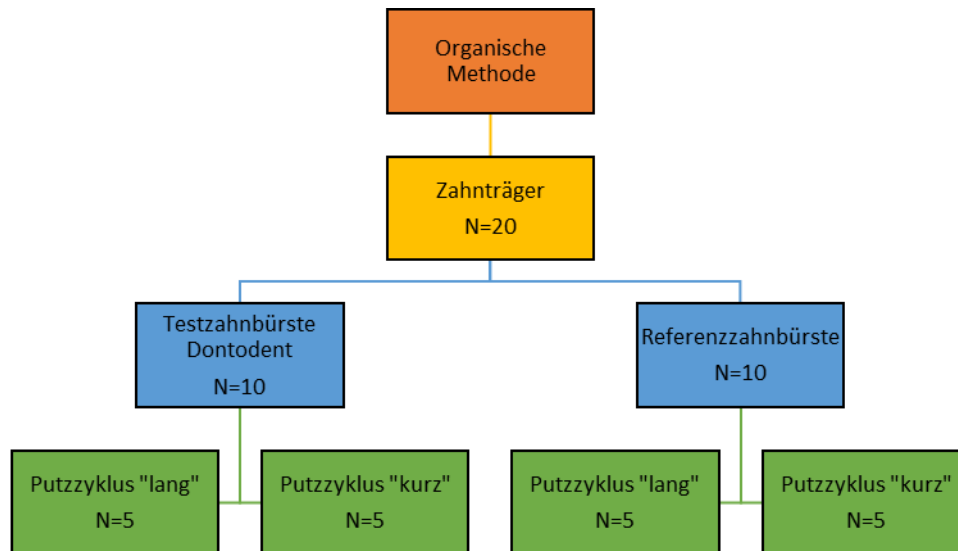 Organische
Methode
Zahnträger
N=20
Testzahnbürste
Dontodent
N=10
Referenzzahnbürste
N=10
Putzzyklus "lang"
N=5
Putzzyklus "kurz"
N=5
Putzzyklus "lang"
N=5
Putzzyklus "kurz"
N=5